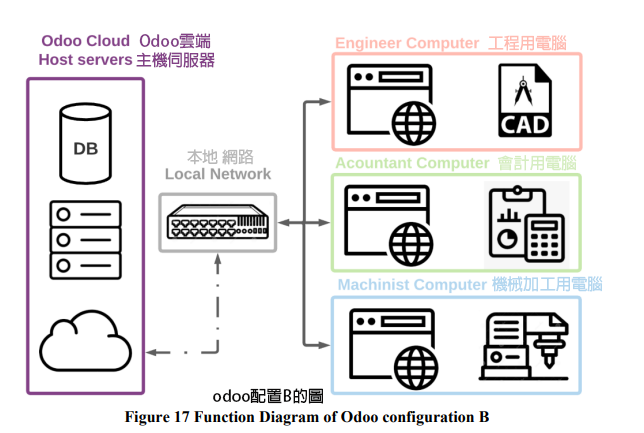 Odoo Cloud Odoo雲端
Host servers 主機伺服器
DB
本地 網路
Local Network
Engineer Computer 工程用電腦
CAD
Acountant Computer 會計用電腦
Machinist Computer 機械加工用電腦
odoo配置B的圖
Figure 17 Function Diagram of Odoo configuration B